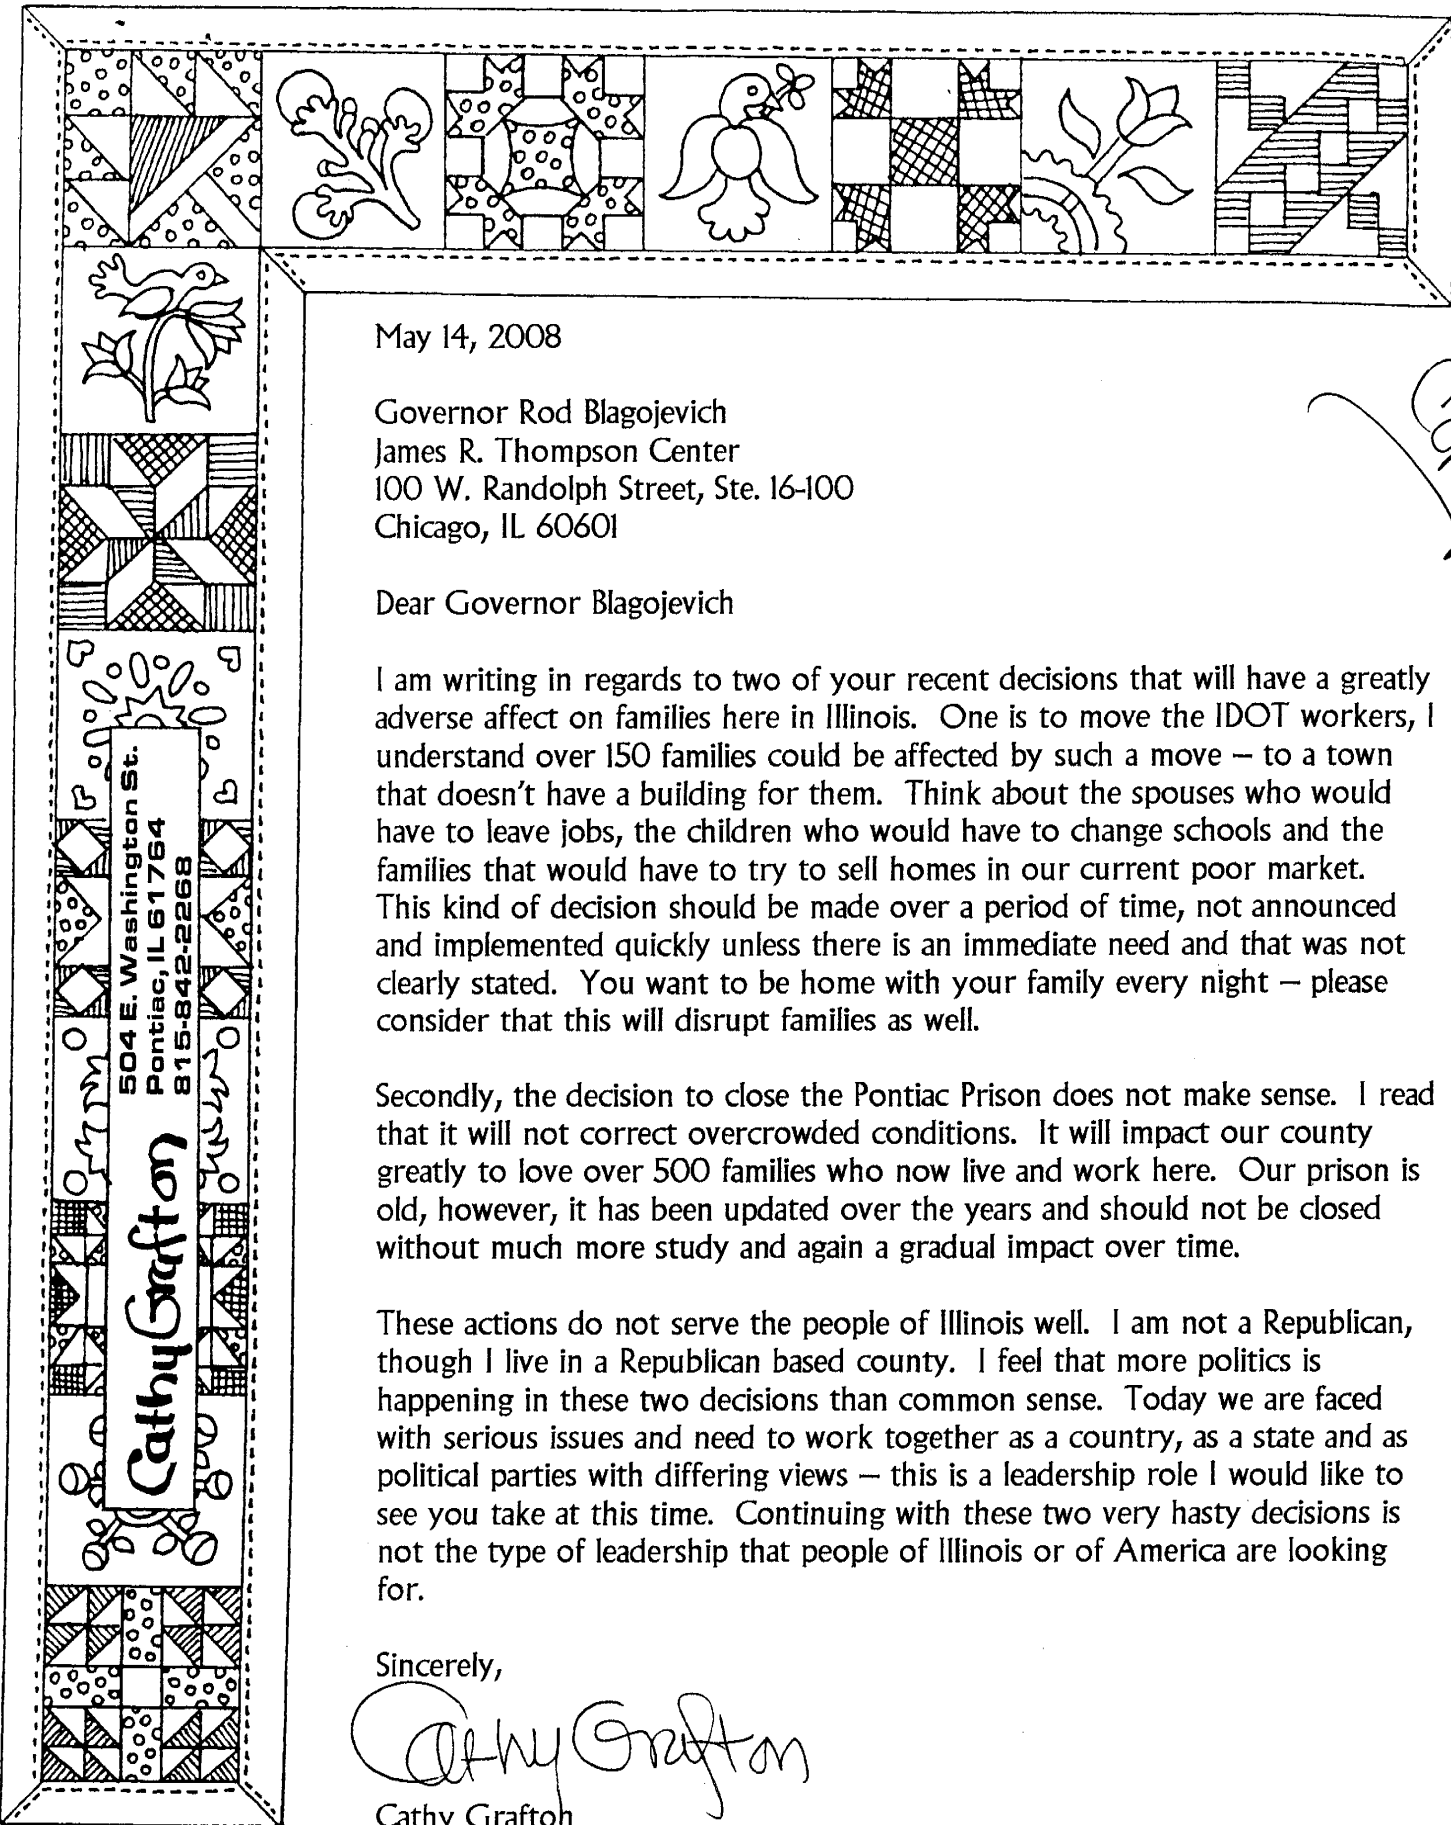 May 14, 2008
Governor Rod Blagojevich
James R. Thompson Center
100 W. Randolph Street, Ste. 16-100
Chicago, IL 60601
Dear Governor Blagojevich
I am writing in regards to two of your recent decisions that will have a greatly
adverse affect on families here in Illinois. One is to move the IDOT workers, I
understand over 150 families could be affected by such a move – to a town
that doesn't have a building for them. Think about the spouses who would
have to leave jobs, the children who would have to change schools and the
families that would have to try to sell homes in our current poor market.
This kind of decision should be made over a period of time, not announced
and implemented quickly unless there is an immediate need and that was not
clearly stated. You want to be home with your family every night – please
consider that this will disrupt families as well.
Secondly, the decision to close the Pontiac Prison does not make sense. I read
that it will not correct overcrowded conditions. It will impact our county
greatly to love over 500 families who now live and work here. Our prison is
old, however, it has been updated over the years and should not be closed
without much more study and again a gradual impact over time.
These actions do not serve the people of Illinois well. I am not a Republican,
though I live in a Republican based county. I feel that more politics is
happening in these two decisions than common sense. Today we are faced
with serious issues and need to work together as a country, as a state and as
political parties with differing views – this is a leadership role I would like to
see you take at this time. Continuing with these two very hasty decisions is
not the type of leadership that people of Illinois or of America are looking
for.
Sincerely,
Cathy Grafton
Cathy Grafton
Cathy Grafton
504 E. Washington St.
Pontiac, IL 61764
815-842-2268